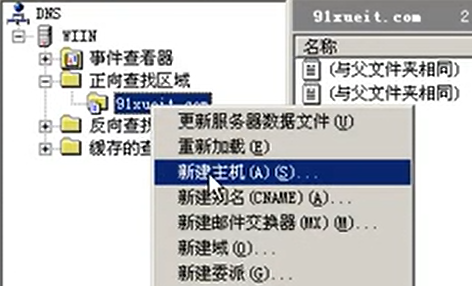 DNS
WIIN
事件查看器
正向查找区域
91xueit.com
反向查找
缓存的查
91xueit.com 2
名称
(与父文件夹相同)
(与父文件夹相同)
更新服务器数据文件(U)
重新加载(E)
新建主机(A)(S)...
新建别名(CNAME)(A)...
新建邮件交换器(MX)(M)...
新建域(O)...
新建委派(G)...